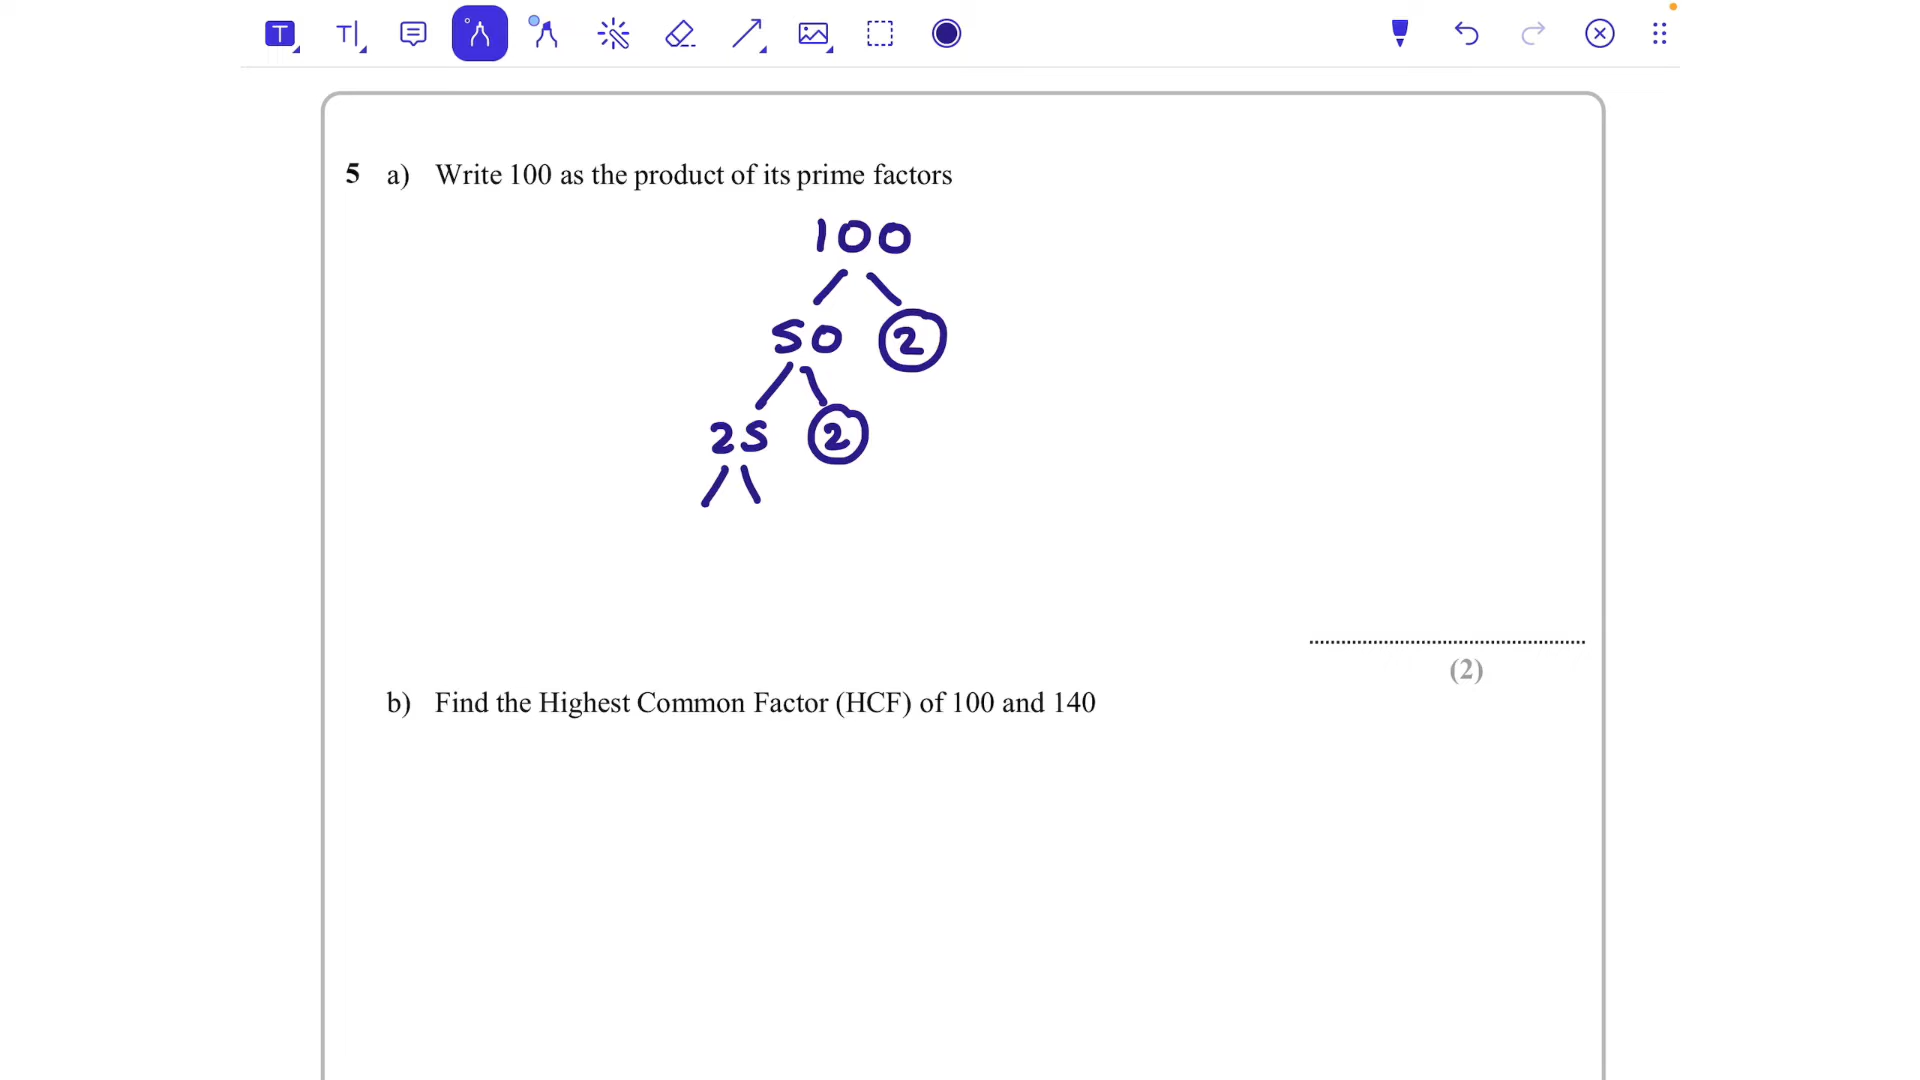 T T|
5 a) Write 100 as the product of its prime factors
100
50 2
25 2
(2)
b) Find the Highest Common Factor (HCF) of 100 and 140